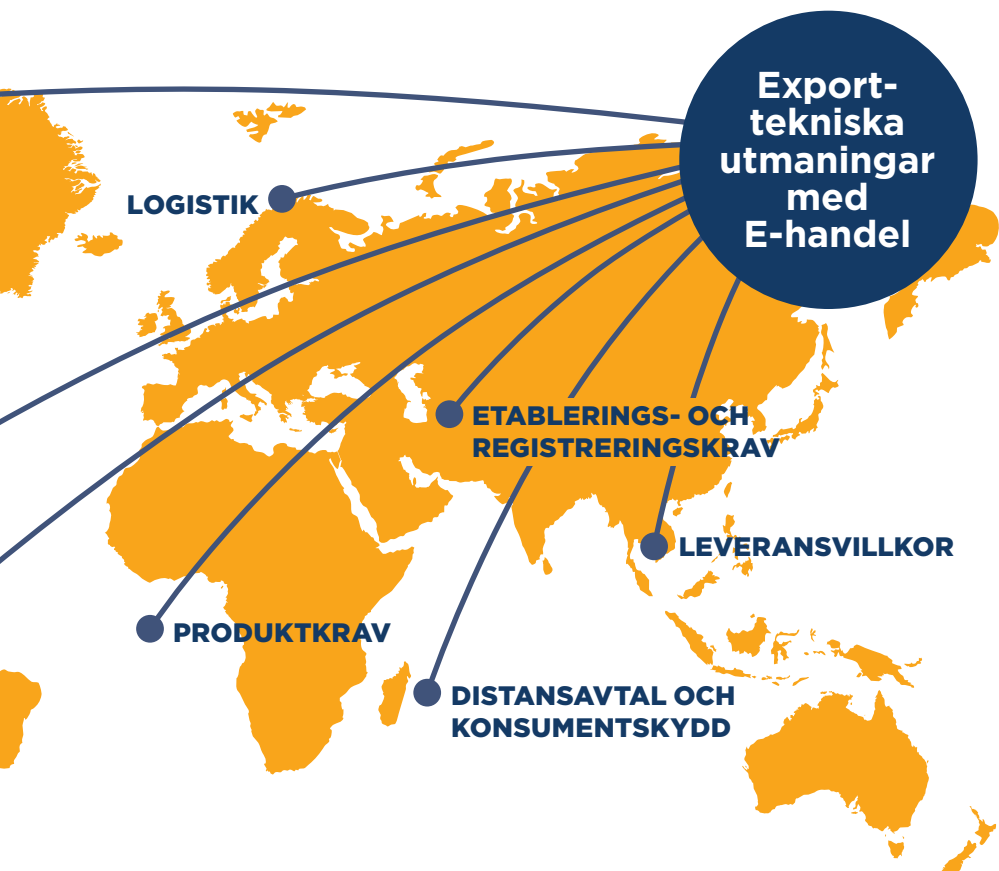 Export-
tekniska
utmaningar
med
E-handel
LOGISTIK
ETABLERINGS- OCH
REGISTRERINGSKRAV
LEVERANSVILLKOR
PRODUKTKRAV
DISTANSAVTAL OCH
KONSUMENTSKYDD